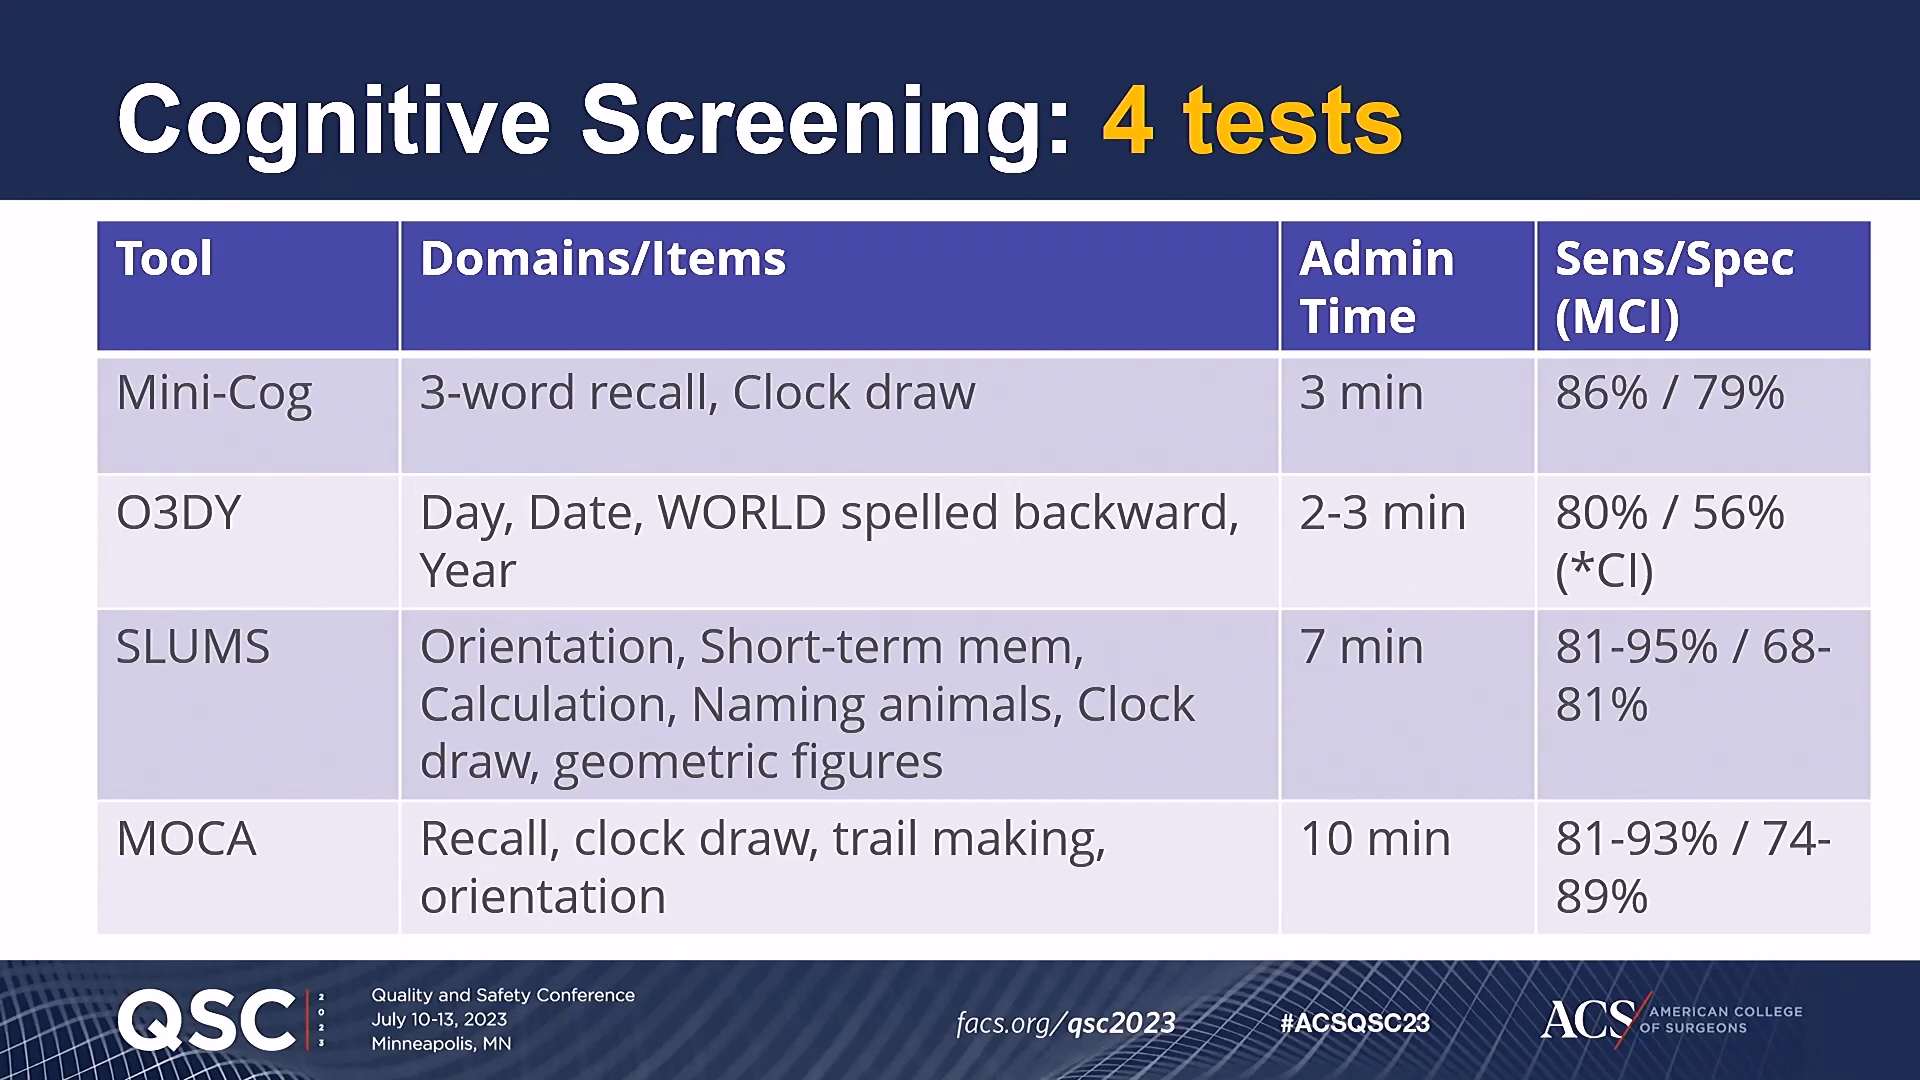 Cognitive Screening: 4 tests
Tool
Domains/Items
Admin
Time
Sens/Spec
(MCI)
Mini-Cog
3-word recall, Clock draw
3 min
86% / 79%
O3DY
Day, Date, WORLD spelled backward,
Year
2-3 min
80% / 56%
(*CI)
SLUMS
Orientation, Short-term mem,
Calculation, Naming animals, Clock
draw, geometric figures
7 min
81-95% / 68-
81%
MOCA
Recall, clock draw, trail making,
orientation
10 min
81-93% / 74-
89%
QSC
2023
Quality and Safety Conference
July 10-13, 2023
Minneapolis, MN
facs.org/qsc2023
#ACSQSC23
ACS
AMERICAN COLLEGE
OF SURGEONS